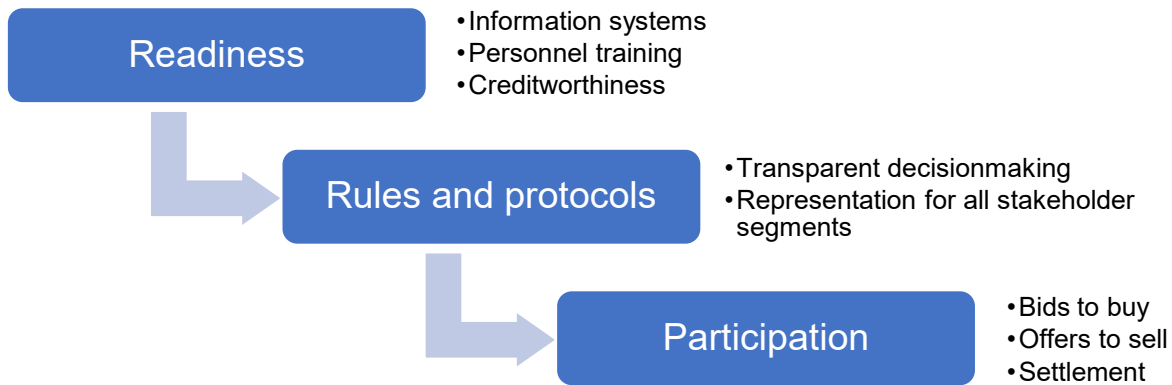 Readiness
•Information systems
•Personnel training
•Creditworthiness
Rules and protocols
•Transparent decisionmaking
•Representation for all stakeholder
segments
Participation
•Bids to buy
•Offers to sell
•Settlement